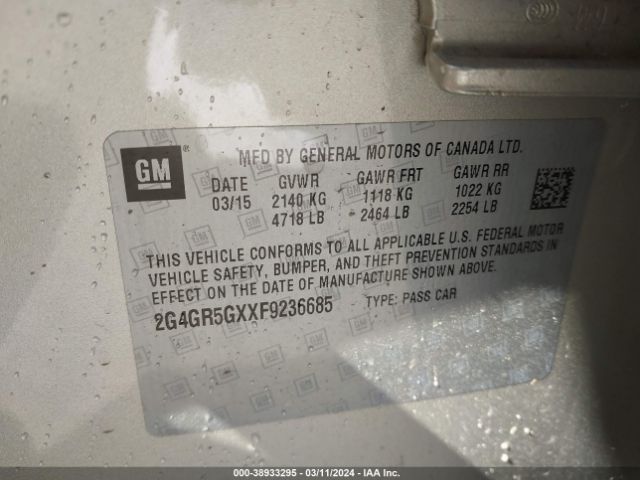 GM
MFD BY GENERAL MOTORS OF CANADA LTD.
DATE GVWR GAWR FRT GAWR RR
03/15 2140 KG 1118 KG 1022 KG
4718 LB 2464 LB 2254 LB
THIS VEHICLE CONFORMS TO ALL APPLICABLE U.S. FEDERAL MOTOR
VEHICLE SAFETY, BUMPER, AND THEFT PREVENTION STANDARDS IN
EFFECT ON THE DATE OF MANUFACTURE SHOWN ABOVE.
2G4GR5GXXF9236685 TYPE: PASS CAR
000-38933295 - 03/11/2024 - IAA Inc.